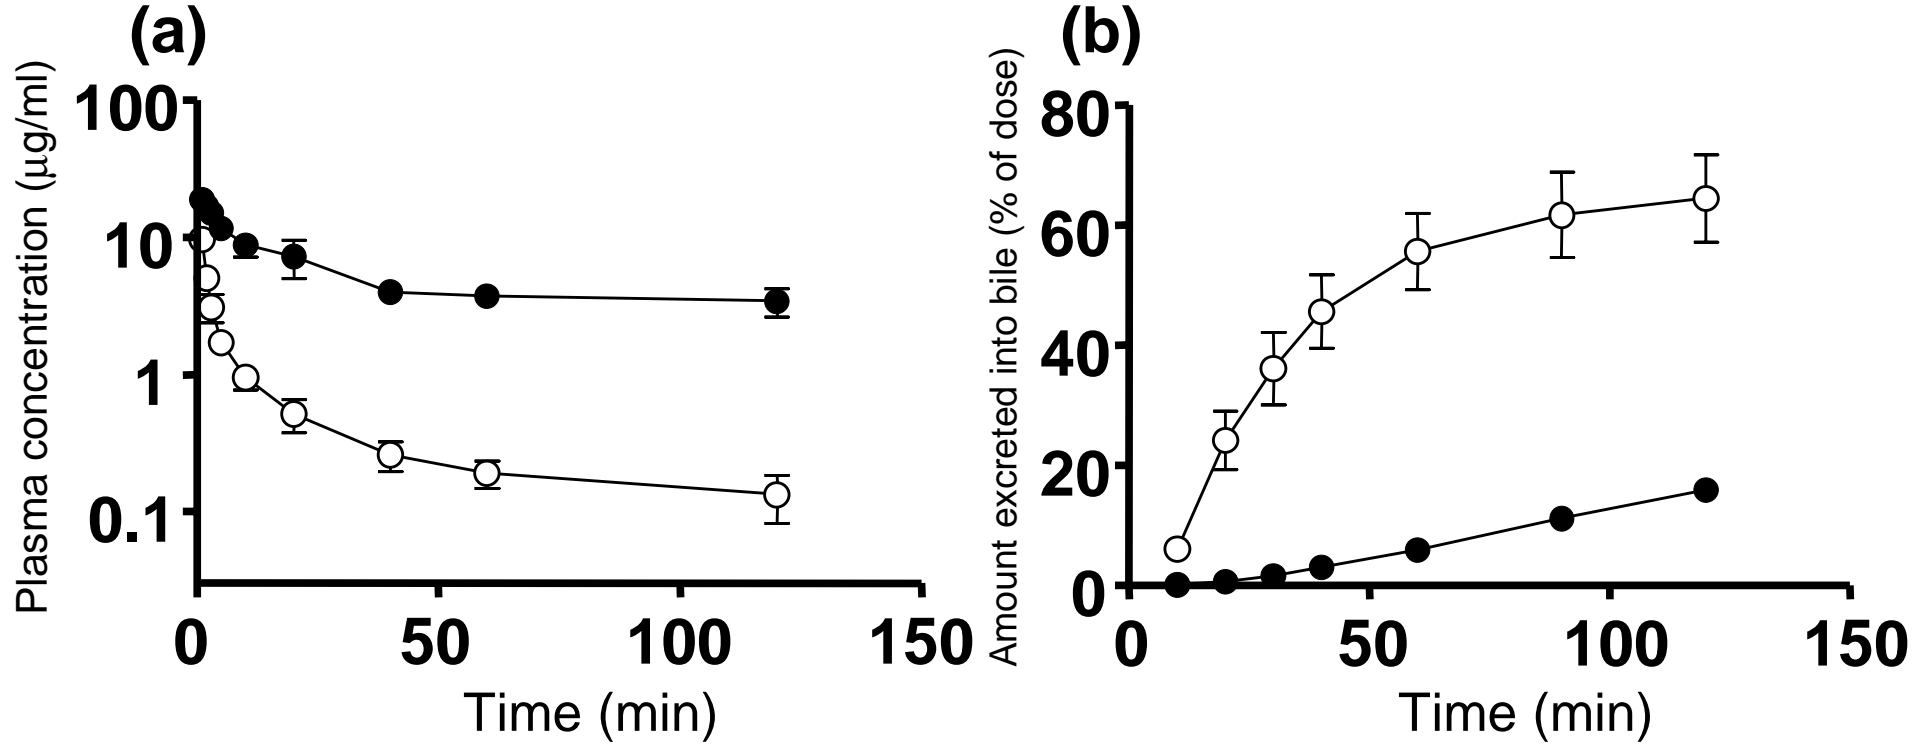 (a)
Plasma concentration (μg/ml)
100
10
1
0.1
0 50 100 150
Time (min)
(b)
Amount excreted into bile (% of dose)
80
60
40
20
0
0 50 100 150
Time (min)